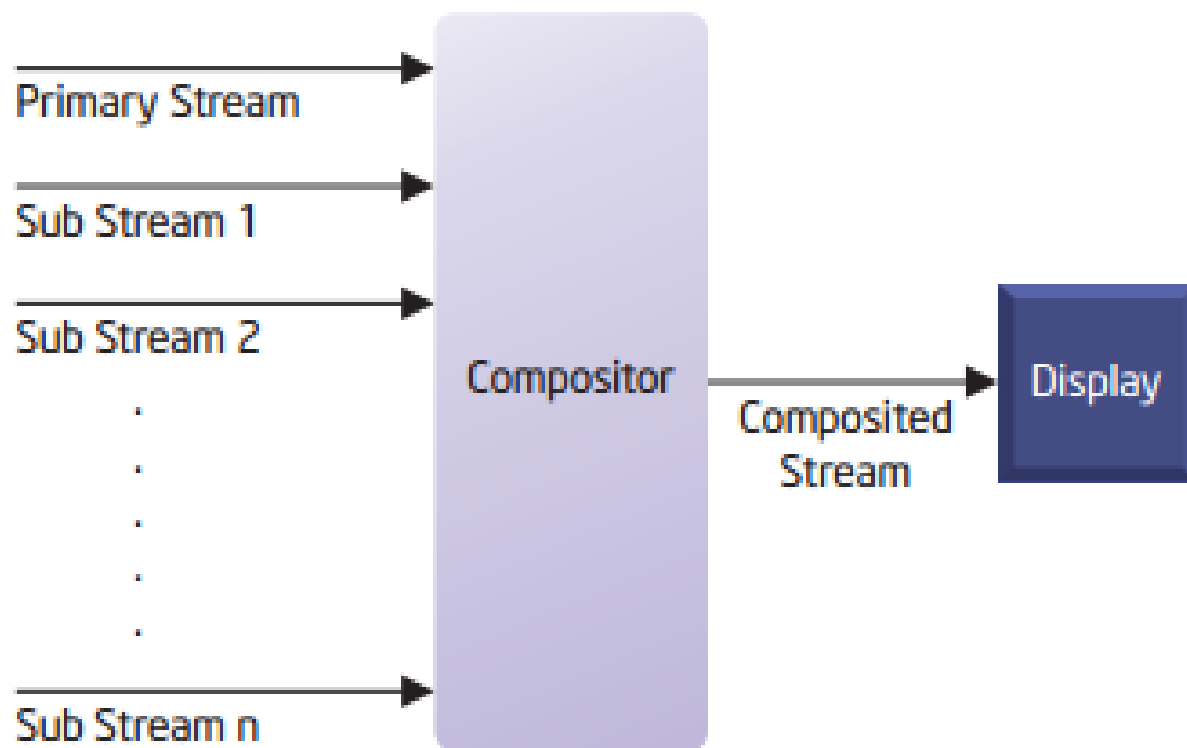 Primary Stream
Sub Stream 1
Sub Stream 2
.
.
.
.
.
Sub Stream n
Compositor
Composited
Stream
Display